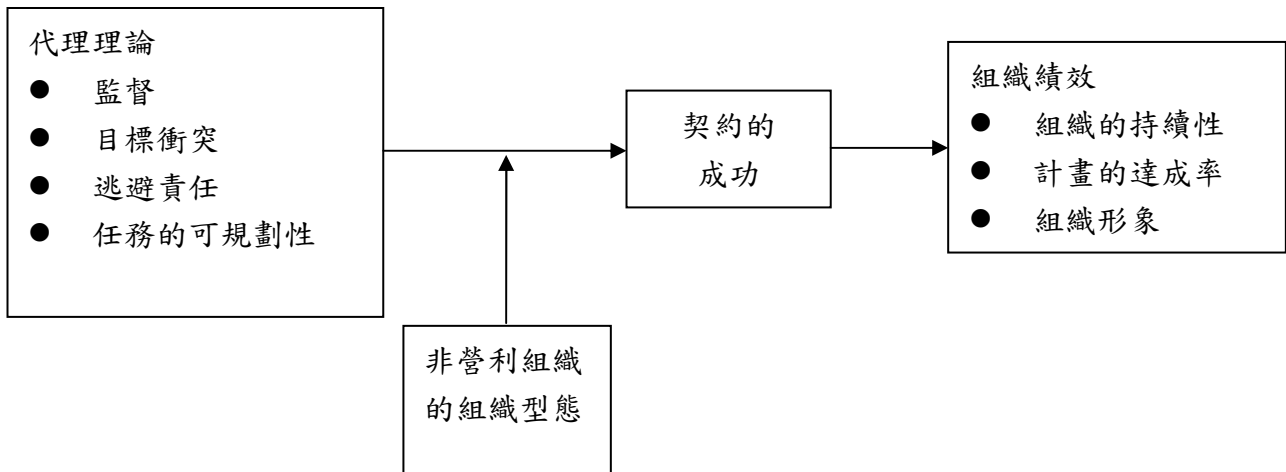 代理理論
● 監督
● 目標衝突
● 逃避責任
● 任務的可規劃性
契約的
成功
組織績效
● 組織的持續性
● 計畫的達成率
● 組織形象
非營利組織
的組織型態